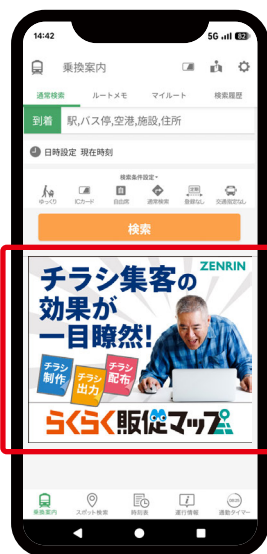 14:42 5G 82
乗換案内
通常検索 ルートメモ マイルート 検索履歴
到着 駅,バス停,空港,施設,住所
日時設定 現在時刻
検索条件設定
ゆっくり ICカード 自由席 通常検索 登録なし 交通指定なし
検索
ZENRIN
チラシ集客の
効果が
一目瞭然!
チラシ
制作
チラシ
出力
チラシ
配布
らくらく販促マップ
乗換案内 スポット検索 時刻表 運行情報 通勤タイマー